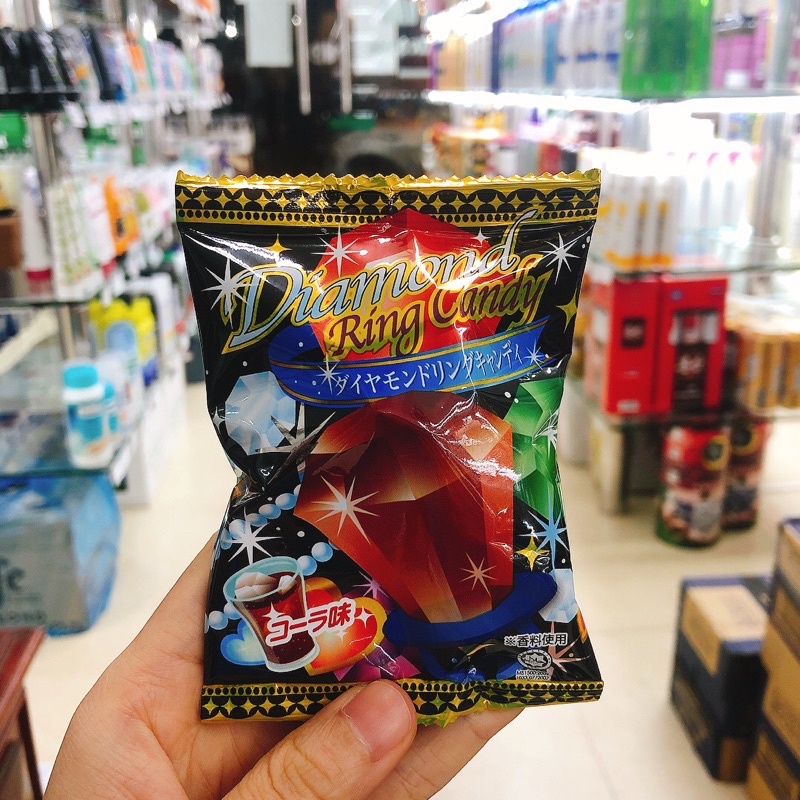 Diamond
Ring Candy
ダイヤモンドリングキャンディ
コーラ味
※香料使用